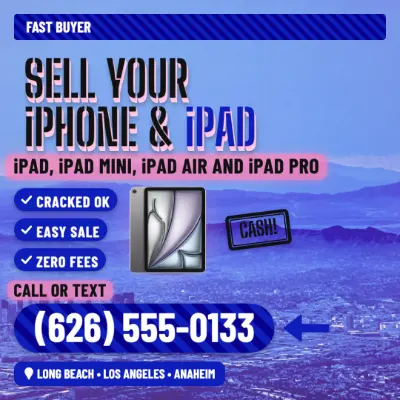 FAST BUYER
SELL YOUR
iPHONE & iPAD
iPAD, iPAD MINI, iPAD AIR AND iPAD PRO
CRACKED OK
EASY SALE
CASH!
ZERO FEES
CALL OR TEXT
(626) 555-0133
LONG BEACH • LOS ANGELES • ANAHEIM